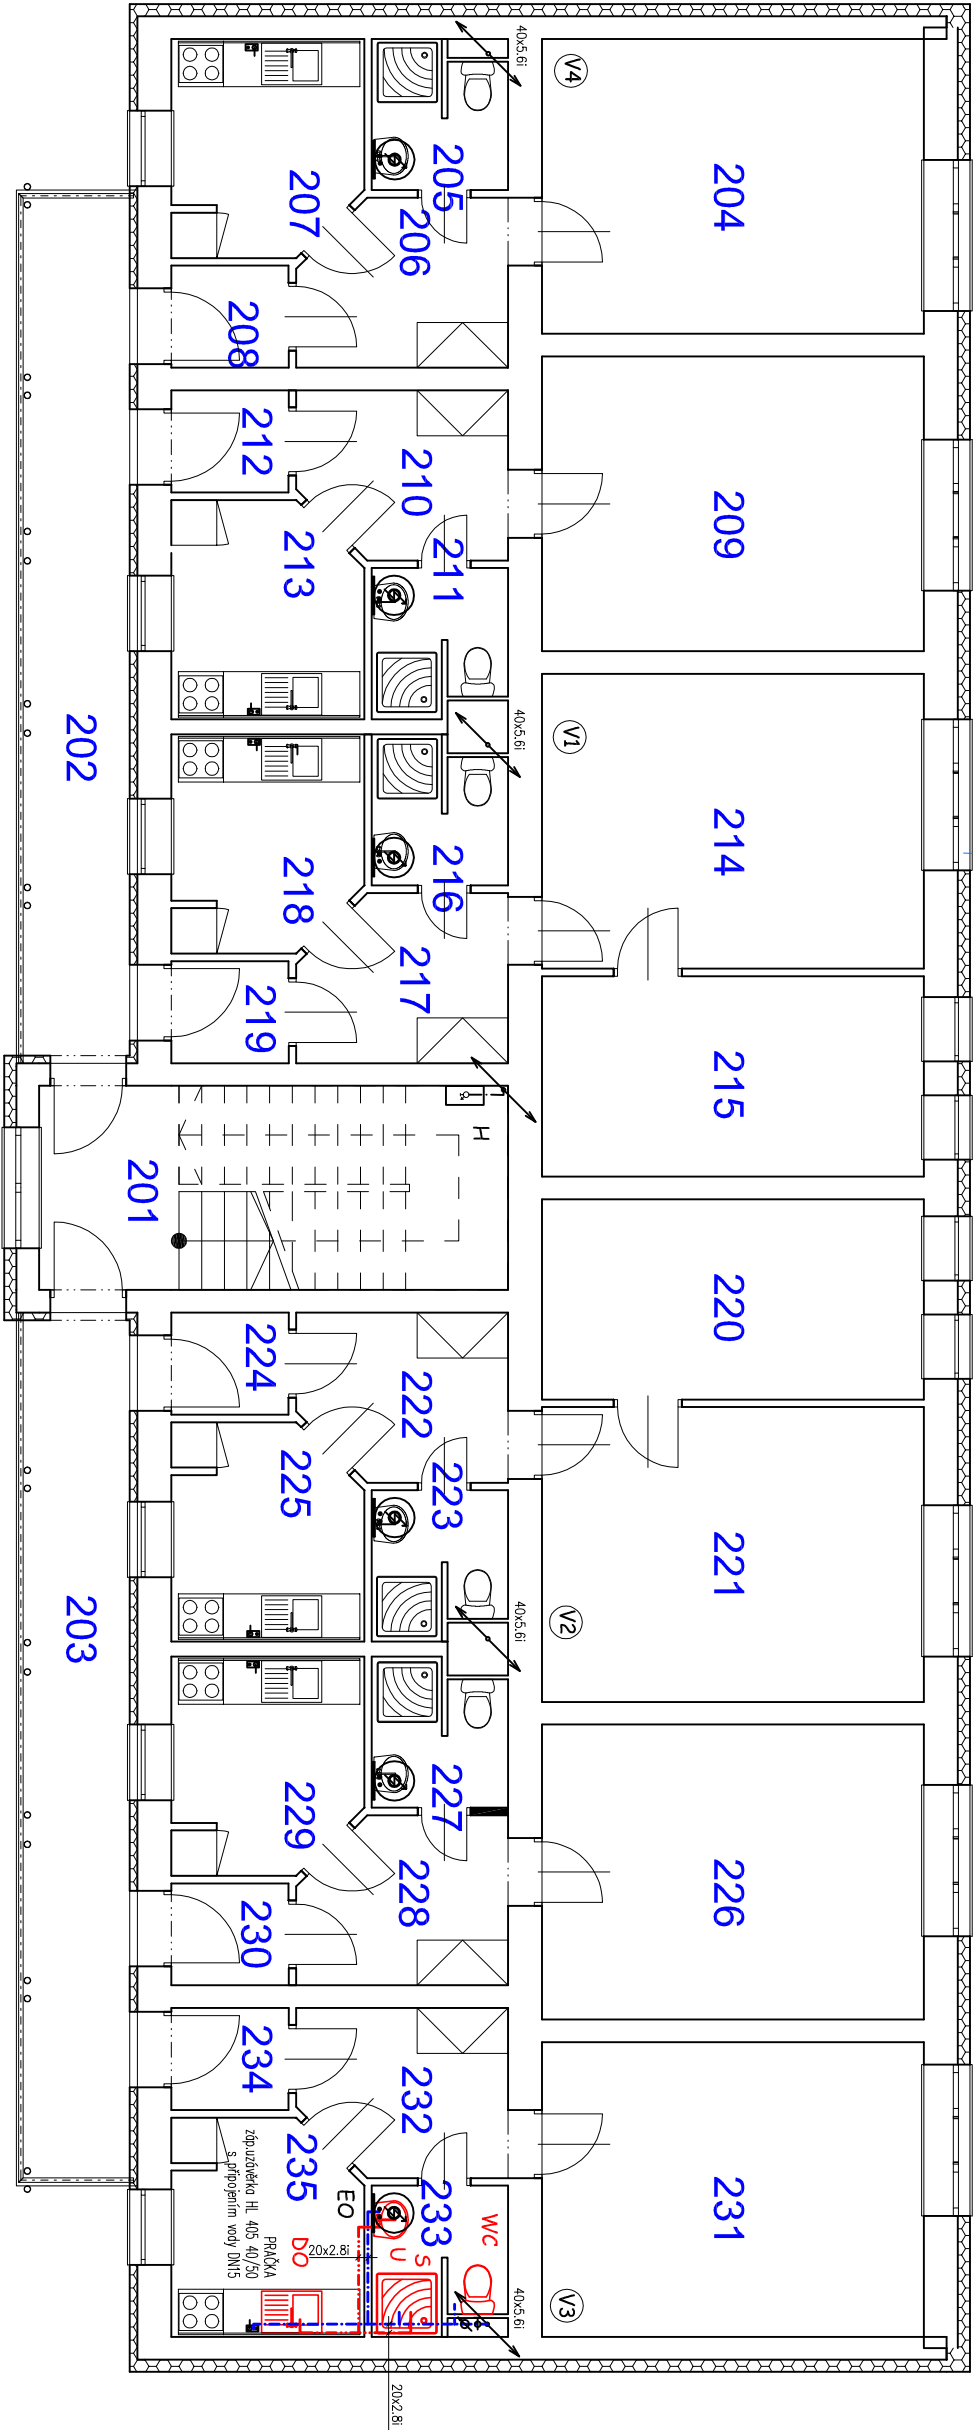 40x5.6i
V4
204
205
206
207
208
209
210
211
212
213
40x5.6i
V1
214
215
216
217
218
219
202
H
201
220
221
222
223
224
225
40x5.6i
V2
203
226
227
228
229
230
231
232
233
234
235
EO
WC
S
U
DO
20x2.8i
PRAČKA
záp.uzávěrka HL 405 40/50
s připojením vody DN15
40x5.6i
V3
20x2.8i